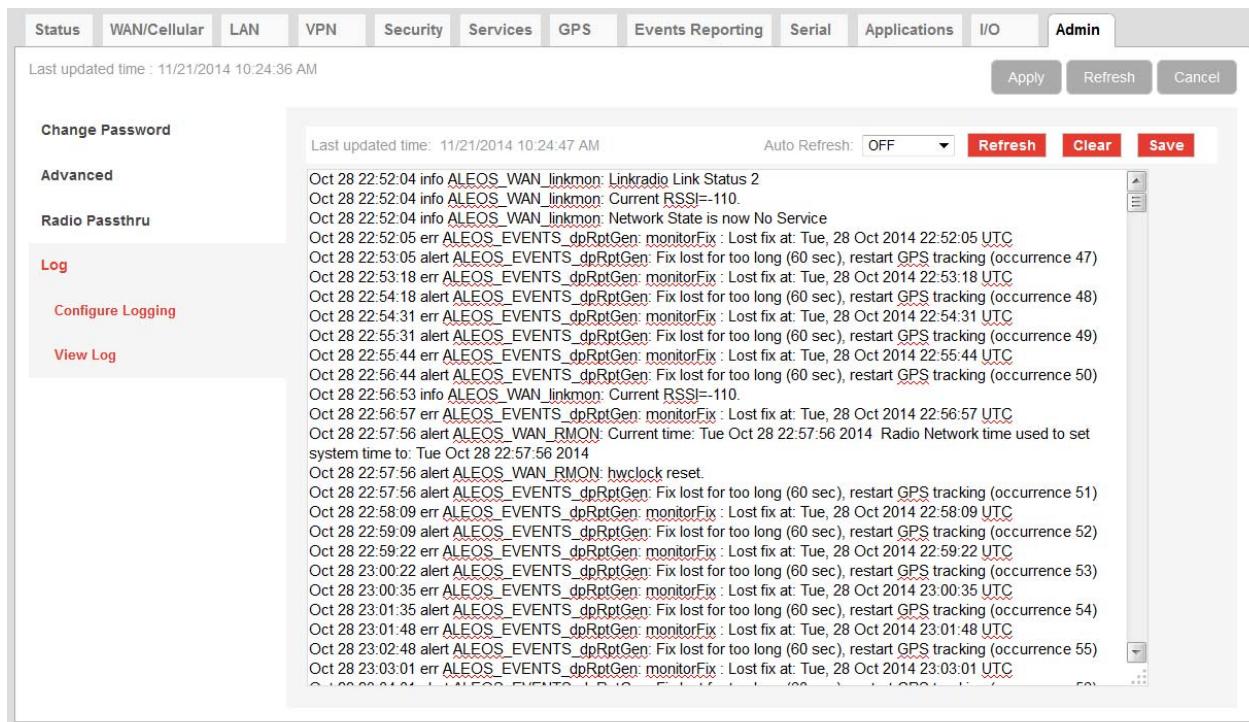 Status WAN/Cellular LAN VPN Security Services GPS Events Reporting Serial Applications I/O Admin
Last updated time : 11/21/2014 10:24:36 AM
Apply Refresh Cancel
Change Password
Advanced
Radio Passthru
Log
Configure Logging
View Log
Last updated time: 11/21/2014 10:24:47 AM Auto Refresh: OFF Refresh Clear Save
Oct 28 22:52:04 info ALEOS_WAN_linkmon: Linkradio Link Status 2
Oct 28 22:52:04 info ALEOS_WAN_linkmon: Current RSSI=-110.
Oct 28 22:52:04 info ALEOS_WAN_linkmon: Network State is now No Service
Oct 28 22:52:05 err ALEOS_EVENTS_dpRptGen: monitorFix : Lost fix at: Tue, 28 Oct 2014 22:52:05 UTC
Oct 28 22:53:05 alert ALEOS_EVENTS_dpRptGen: Fix lost for too long (60 sec), restart GPS tracking (occurrence 47)
Oct 28 22:53:18 err ALEOS_EVENTS_dpRptGen: monitorFix : Lost fix at: Tue, 28 Oct 2014 22:53:18 UTC
Oct 28 22:54:18 alert ALEOS_EVENTS_dpRptGen: Fix lost for too long (60 sec), restart GPS tracking (occurrence 48)
Oct 28 22:54:31 err ALEOS_EVENTS_dpRptGen: monitorFix : Lost fix at: Tue, 28 Oct 2014 22:54:31 UTC
Oct 28 22:55:31 alert ALEOS_EVENTS_dpRptGen: Fix lost for too long (60 sec), restart GPS tracking (occurrence 49)
Oct 28 22:55:44 err ALEOS_EVENTS_dpRptGen: monitorFix : Lost fix at: Tue, 28 Oct 2014 22:55:44 UTC
Oct 28 22:56:44 alert ALEOS_EVENTS_dpRptGen: Fix lost for too long (60 sec), restart GPS tracking (occurrence 50)
Oct 28 22:56:53 info ALEOS_WAN_linkmon: Current RSSI=-110.
Oct 28 22:56:57 err ALEOS_EVENTS_dpRptGen: monitorFix : Lost fix at: Tue, 28 Oct 2014 22:56:57 UTC
Oct 28 22:57:56 alert ALEOS_WAN_RMON: Current time: Tue Oct 28 22:57:56 2014 Radio Network time used to set
system time to: Tue Oct 28 22:57:56 2014
Oct 28 22:57:56 alert ALEOS_WAN_RMON: hwclock reset.
Oct 28 22:57:56 alert ALEOS_EVENTS_dpRptGen: Fix lost for too long (60 sec), restart GPS tracking (occurrence 51)
Oct 28 22:58:09 err ALEOS_EVENTS_dpRptGen: monitorFix : Lost fix at: Tue, 28 Oct 2014 22:58:09 UTC
Oct 28 22:59:09 alert ALEOS_EVENTS_dpRptGen: Fix lost for too long (60 sec), restart GPS tracking (occurrence 52)
Oct 28 22:59:22 err ALEOS_EVENTS_dpRptGen: monitorFix : Lost fix at: Tue, 28 Oct 2014 22:59:22 UTC
Oct 28 23:00:22 alert ALEOS_EVENTS_dpRptGen: Fix lost for too long (60 sec), restart GPS tracking (occurrence 53)
Oct 28 23:00:35 err ALEOS_EVENTS_dpRptGen: monitorFix : Lost fix at: Tue, 28 Oct 2014 23:00:35 UTC
Oct 28 23:01:35 alert ALEOS_EVENTS_dpRptGen: Fix lost for too long (60 sec), restart GPS tracking (occurrence 54)
Oct 28 23:01:48 err ALEOS_EVENTS_dpRptGen: monitorFix : Lost fix at: Tue, 28 Oct 2014 23:01:48 UTC
Oct 28 23:02:48 alert ALEOS_EVENTS_dpRptGen: Fix lost for too long (60 sec), restart GPS tracking (occurrence 55)
Oct 28 23:03:01 err ALEOS_EVENTS_dpRptGen: monitorFix : Lost fix at: Tue, 28 Oct 2014 23:03:01 UTC